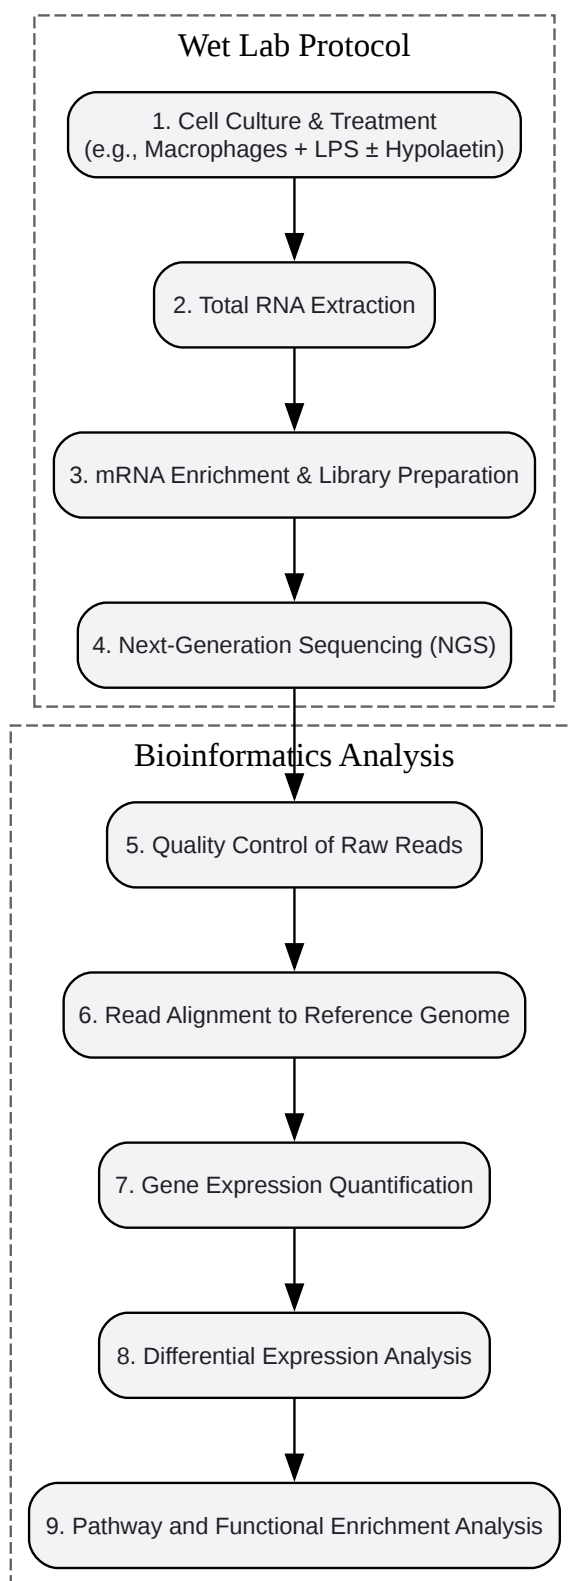 Wet Lab Protocol
1. Cell Culture & Treatment
(e.g., Macrophages + LPS ± Hypolaetin)
2. Total RNA Extraction
3. mRNA Enrichment & Library Preparation
4. Next-Generation Sequencing (NGS)
Bioinformatics Analysis
5. Quality Control of Raw Reads
6. Read Alignment to Reference Genome
7. Gene Expression Quantification
8. Differential Expression Analysis
9. Pathway and Functional Enrichment Analysis